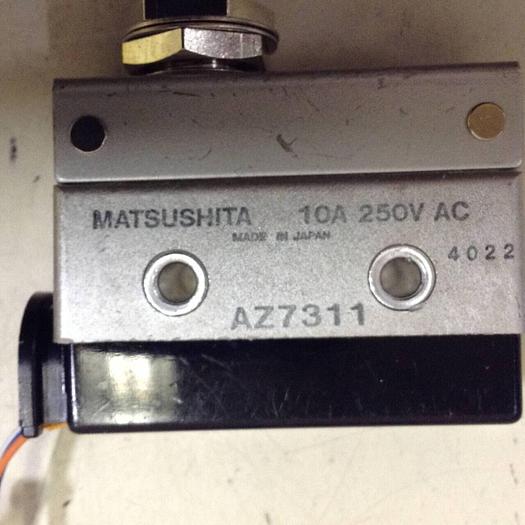 MATSUSHITA 10A 250V AC
MADE IN JAPAN
4022
AZ7311